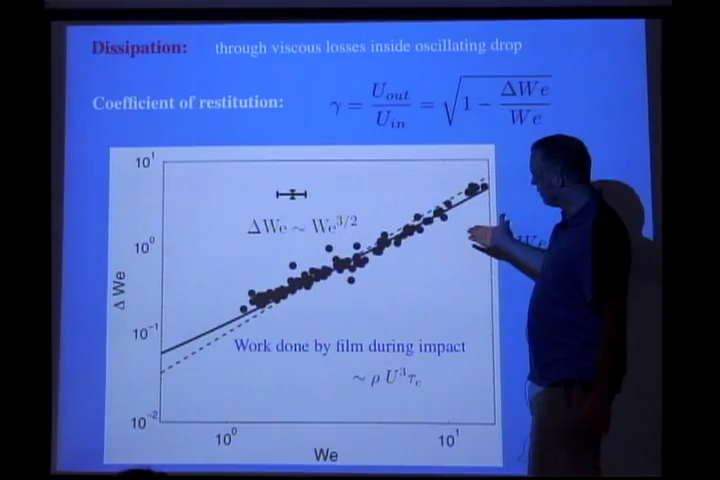 Dissipation: through viscous losses inside oscillating drop
Coefficient of restitution: γ = U_out / U_in = √(1 − ΔWe / We)
10^1
ΔWe ~ We^{3/2}
10^0
Δ We
10^{-1}
Work done by film during impact
~ ρ U^3 τ_c
10^{-2}
10^0 10^1
We